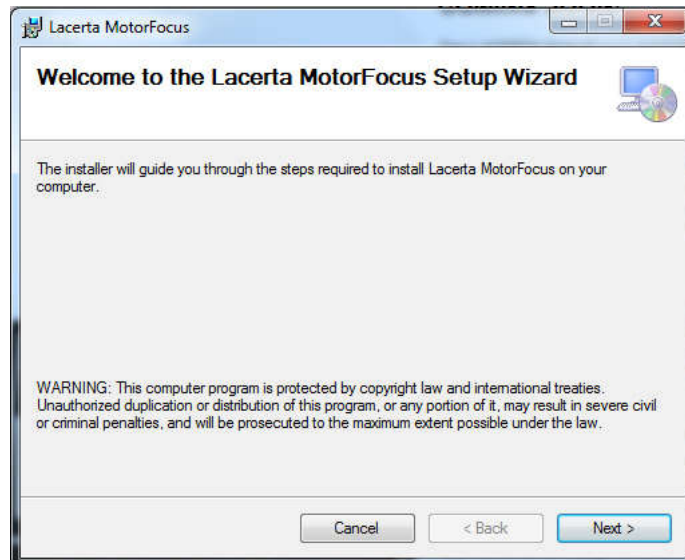 Lacerta MotorFocus
Welcome to the Lacerta MotorFocus Setup Wizard
The installer will guide you through the steps required to install Lacerta MotorFocus on your
computer.
WARNING: This computer program is protected by copyright law and international treaties.
Unauthorized duplication or distribution of this program, or any portion of it, may result in severe civil
or criminal penalties, and will be prosecuted to the maximum extent possible under the law.
Cancel
< Back
Next >